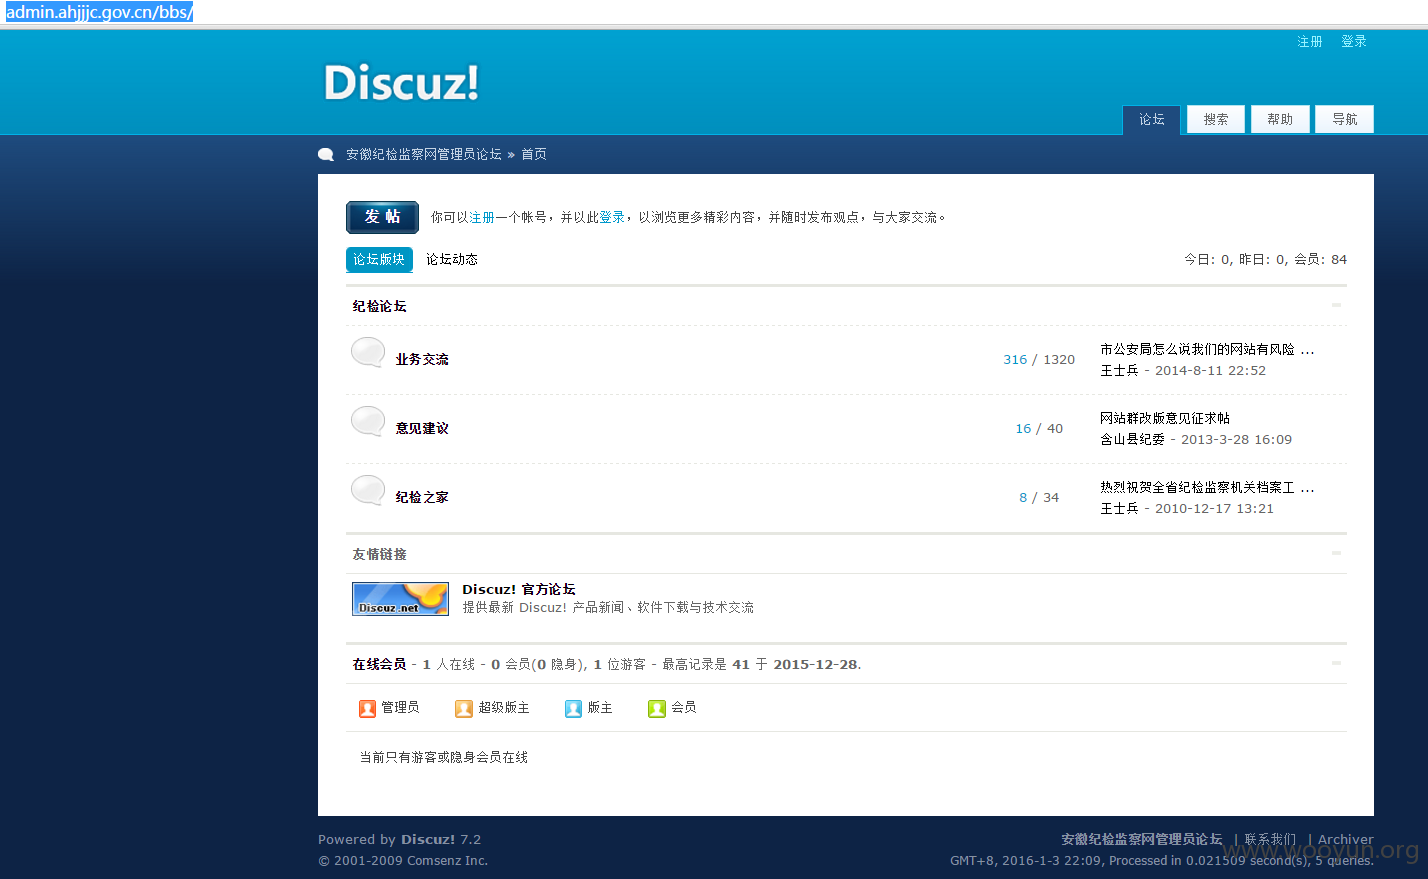 admin.ahjjjc.gov.cn/bbs/
注册 登录
Discuz!
论坛 搜索 帮助 导航
安徽纪检监察网管理员论坛 » 首页
发帖 你可以注册一个帐号，并以此登录，以浏览更多精彩内容，并随时发布观点，与大家交流。
论坛版块 论坛动态 今日: 0, 昨日: 0, 会员: 84
纪检论坛
业务交流 316 / 1320 市公安局怎么说我们的网站有风险 ...
王士兵 - 2014-8-11 22:52
意见建议 16 / 40 网站群改版意见征求帖
含山县纪委 - 2013-3-28 16:09
纪检之家 8 / 34 热烈祝贺全省纪检监察机关档案工 ...
王士兵 - 2010-12-17 13:21
友情链接
Discuz.net Discuz! 官方论坛
提供最新 Discuz! 产品新闻、软件下载与技术交流
在线会员 - 1 人在线 - 0 会员(0 隐身), 1 位游客 - 最高记录是 41 于 2015-12-28.
管理员 超级版主 版主 会员
当前只有游客或隐身会员在线
Powered by Discuz! 7.2 安徽纪检监察网管理员论坛 | 联系我们 | Archiver
© 2001-2009 Comsenz Inc. GMT+8, 2016-1-3 22:09, Processed in 0.021509 second(s), 5 queries.
www.wooyun.org